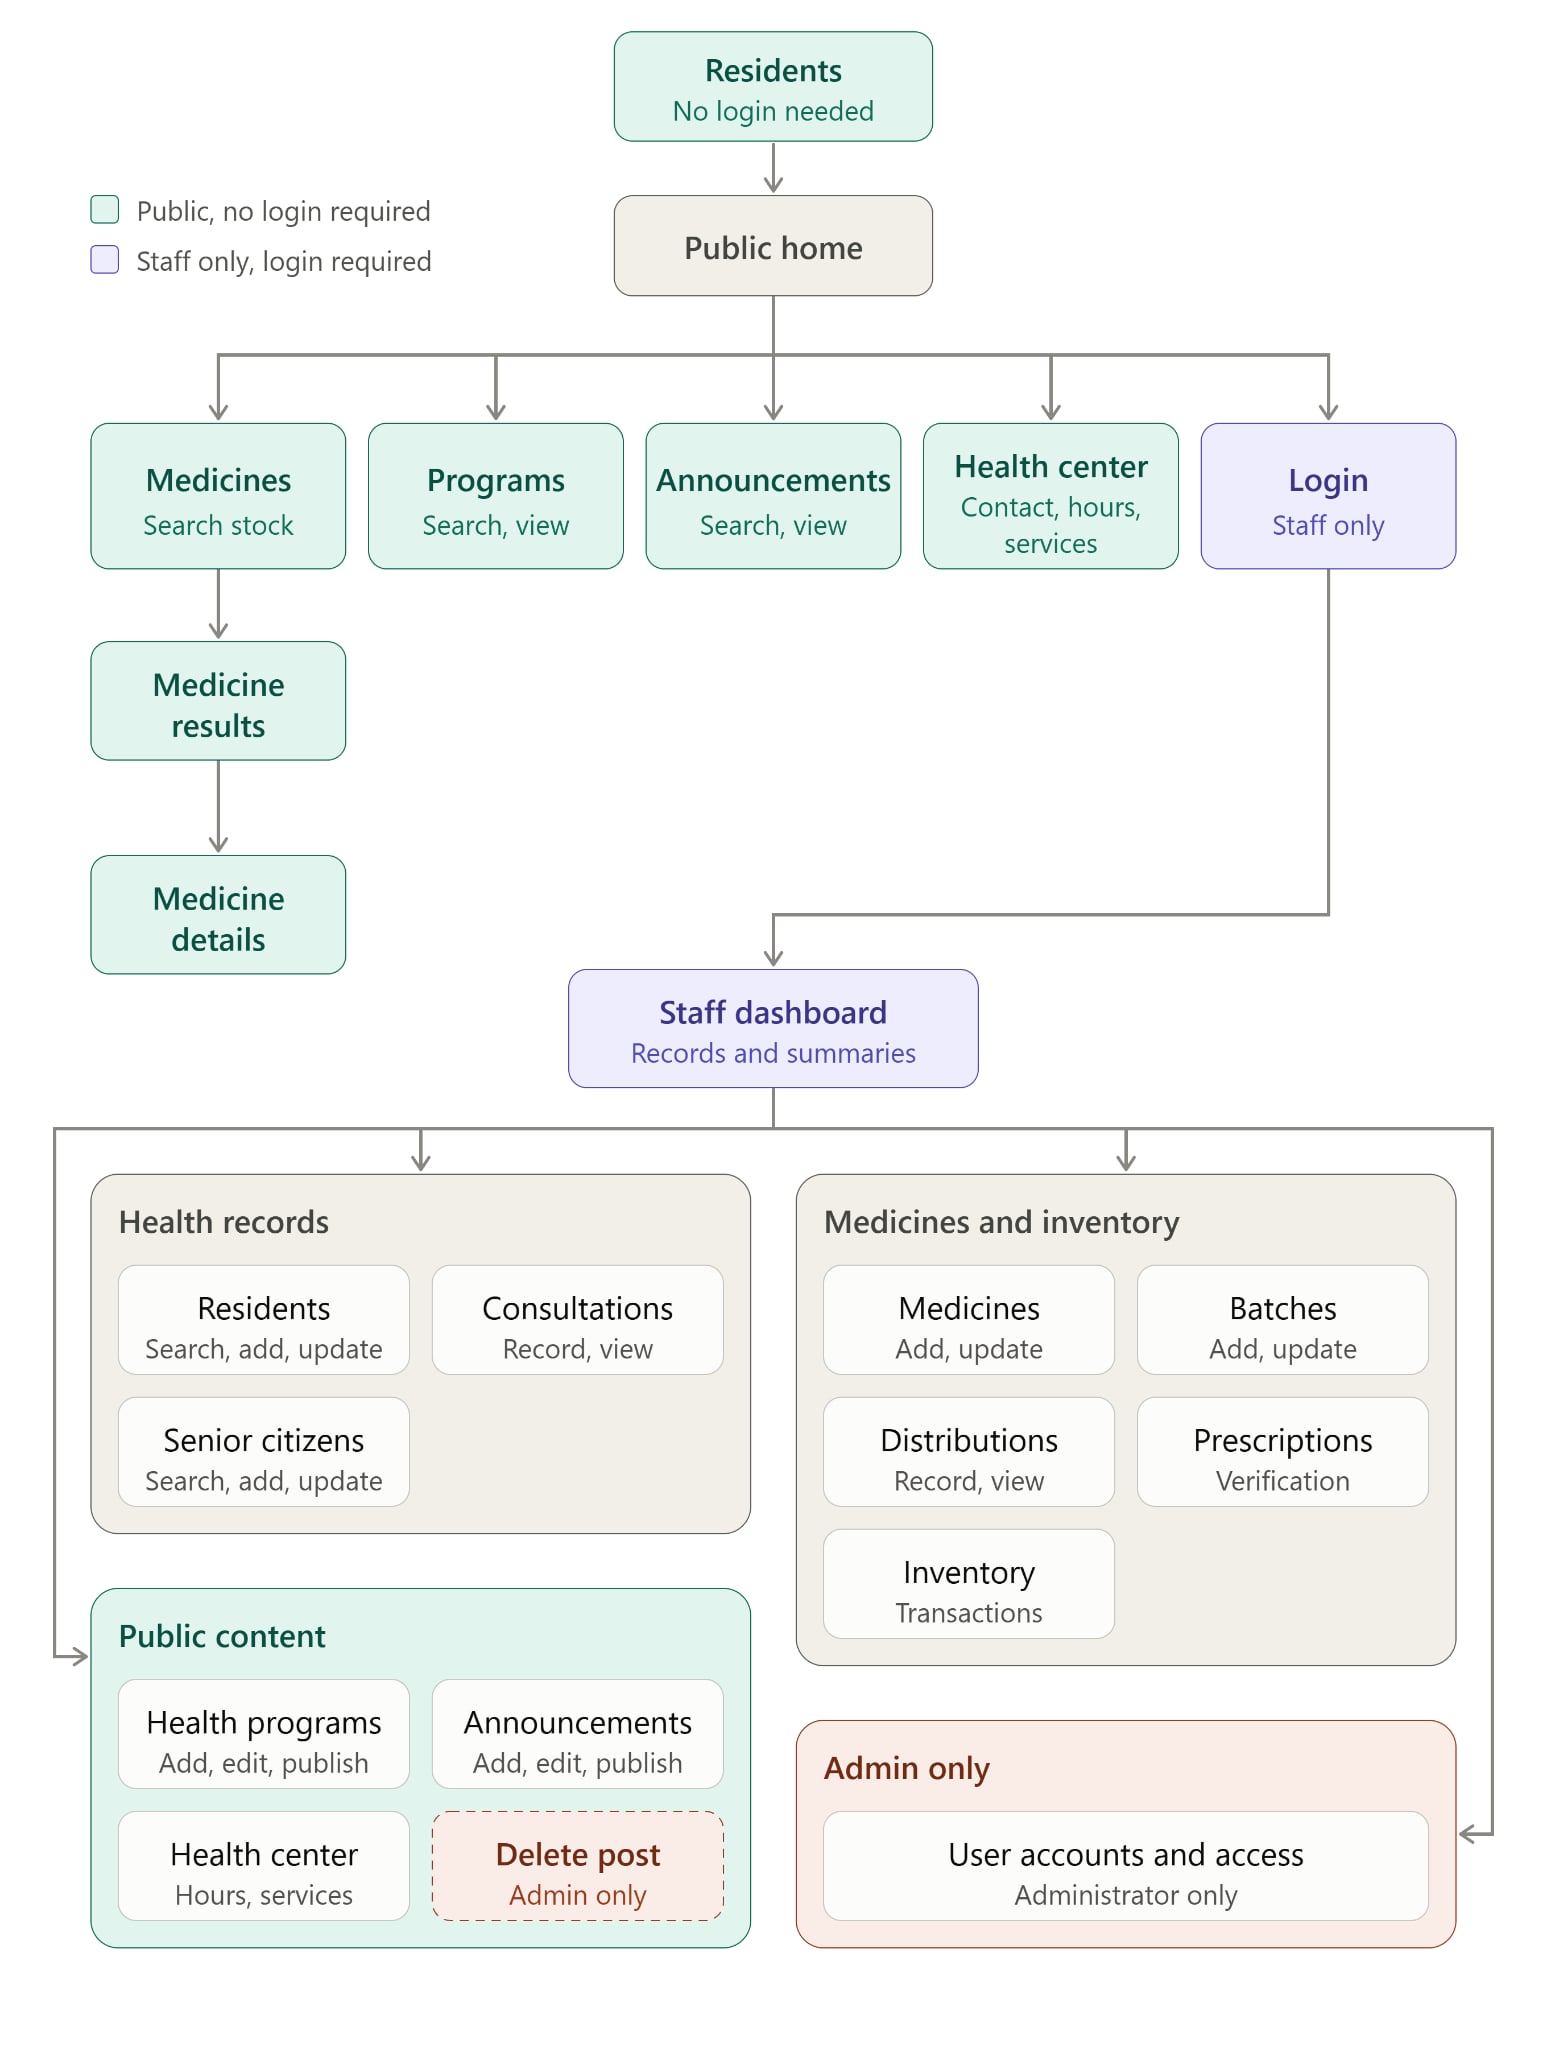 Residents
No login needed
Public, no login required
Staff only, login required
Public home
Medicines
Search stock
Programs
Search, view
Announcements
Search, view
Health center
Contact, hours,
services
Login
Staff only
Medicine
results
Medicine
details
Staff dashboard
Records and summaries
Health records
Residents
Search, add, update
Consultations
Record, view
Senior citizens
Search, add, update
Medicines and inventory
Medicines
Add, update
Batches
Add, update
Distributions
Record, view
Prescriptions
Verification
Inventory
Transactions
Public content
Health programs
Add, edit, publish
Announcements
Add, edit, publish
Health center
Hours, services
Delete post
Admin only
Admin only
User accounts and access
Administrator only